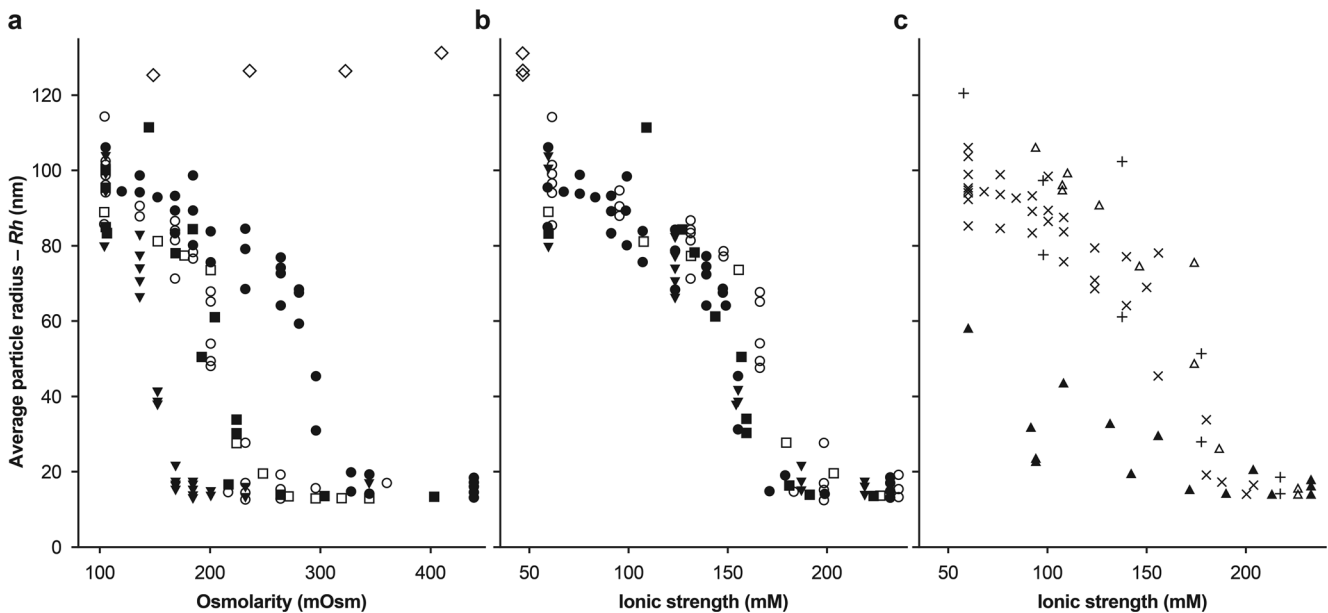 a
b
c
Average particle radius – Rh (nm)
120
100
80
60
40
20
0
100
200
300
400
Osmolarity (mOsm)
50
100
150
200
Ionic strength (mM)
50
100
150
200
Ionic strength (mM)